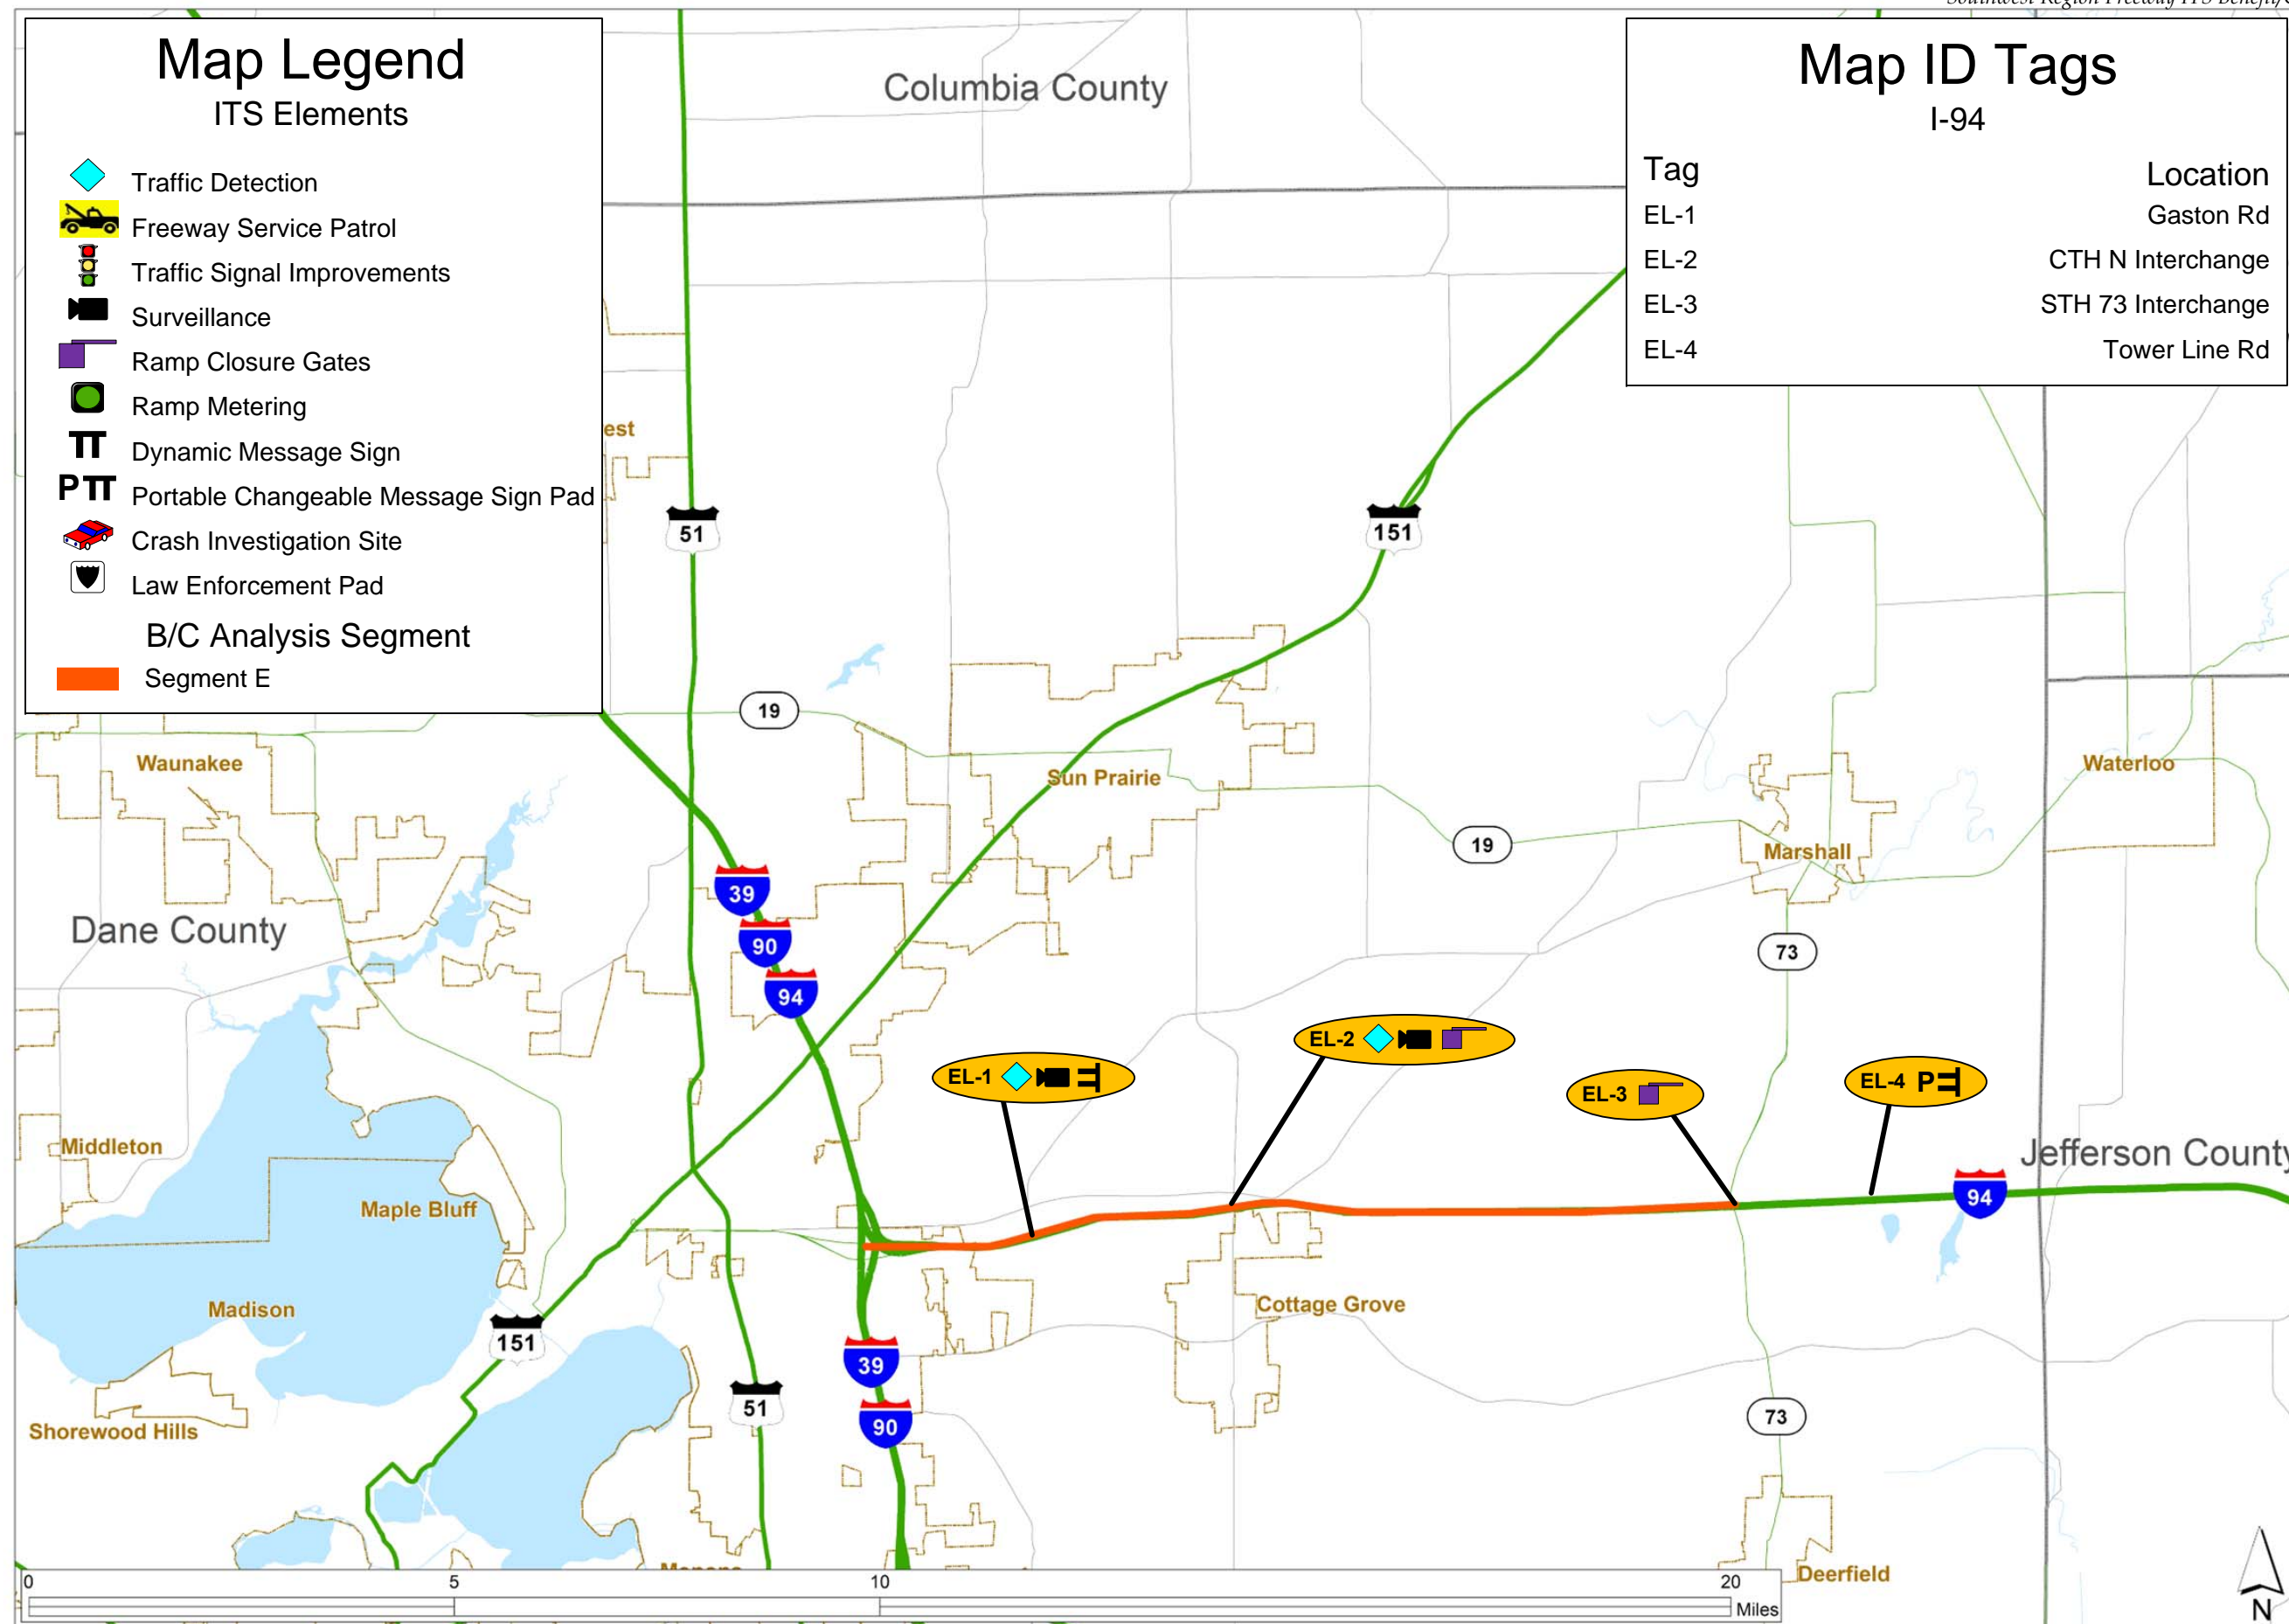 Southwest Region Freeway ITS Benefit/
Map Legend
ITS Elements
Traffic Detection
Freeway Service Patrol
Traffic Signal Improvements
Surveillance
Ramp Closure Gates
Ramp Metering
Dynamic Message Sign
P Portable Changeable Message Sign Pad
Crash Investigation Site
Law Enforcement Pad
B/C Analysis Segment
Segment E
Columbia County
Map ID Tags
I-94
Tag Location
EL-1 Gaston Rd
EL-2 CTH N Interchange
EL-3 STH 73 Interchange
EL-4 Tower Line Rd
est
51
151
19
Waunakee
Sun Prairie
Waterloo
19
Marshall
39
Dane County
90
73
94
EL-2
EL-1
EL-3
EL-4 P
Middleton
Jefferson County
94
Maple Bluff
Madison
Cottage Grove
151
39
51
90
73
Shorewood Hills
Deerfield
0 5 10 20
Miles
N